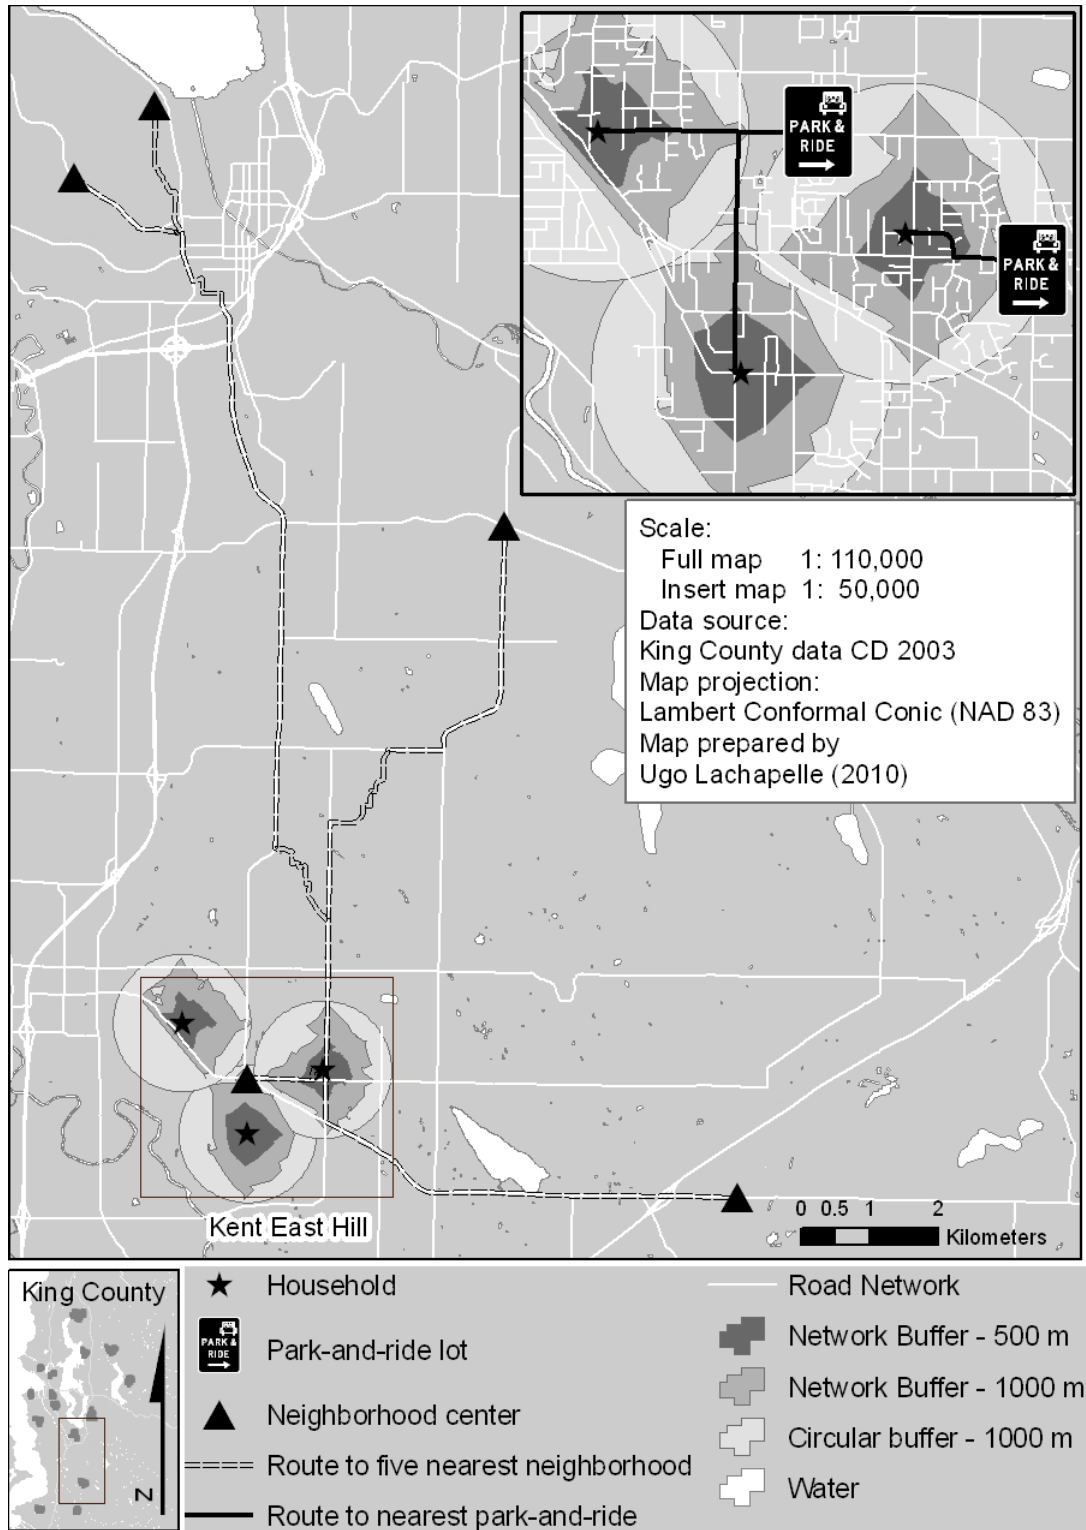 PARK &
RIDE
PARK &
RIDE
Scale:
Full map 1: 110,000
Insert map 1: 50,000
Data source:
King County data CD 2003
Map projection:
Lambert Conformal Conic (NAD 83)
Map prepared by
Ugo Lachapelle (2010)
Kent East Hill
0 0.5 1 2
Kilometers
King County
N
Household
PARK &
RIDE
Park-and-ride lot
Neighborhood center
Route to five nearest neighborhood
Route to nearest park-and-ride
Road Network
Network Buffer - 500 m
Network Buffer - 1000 m
Circular buffer - 1000 m
Water